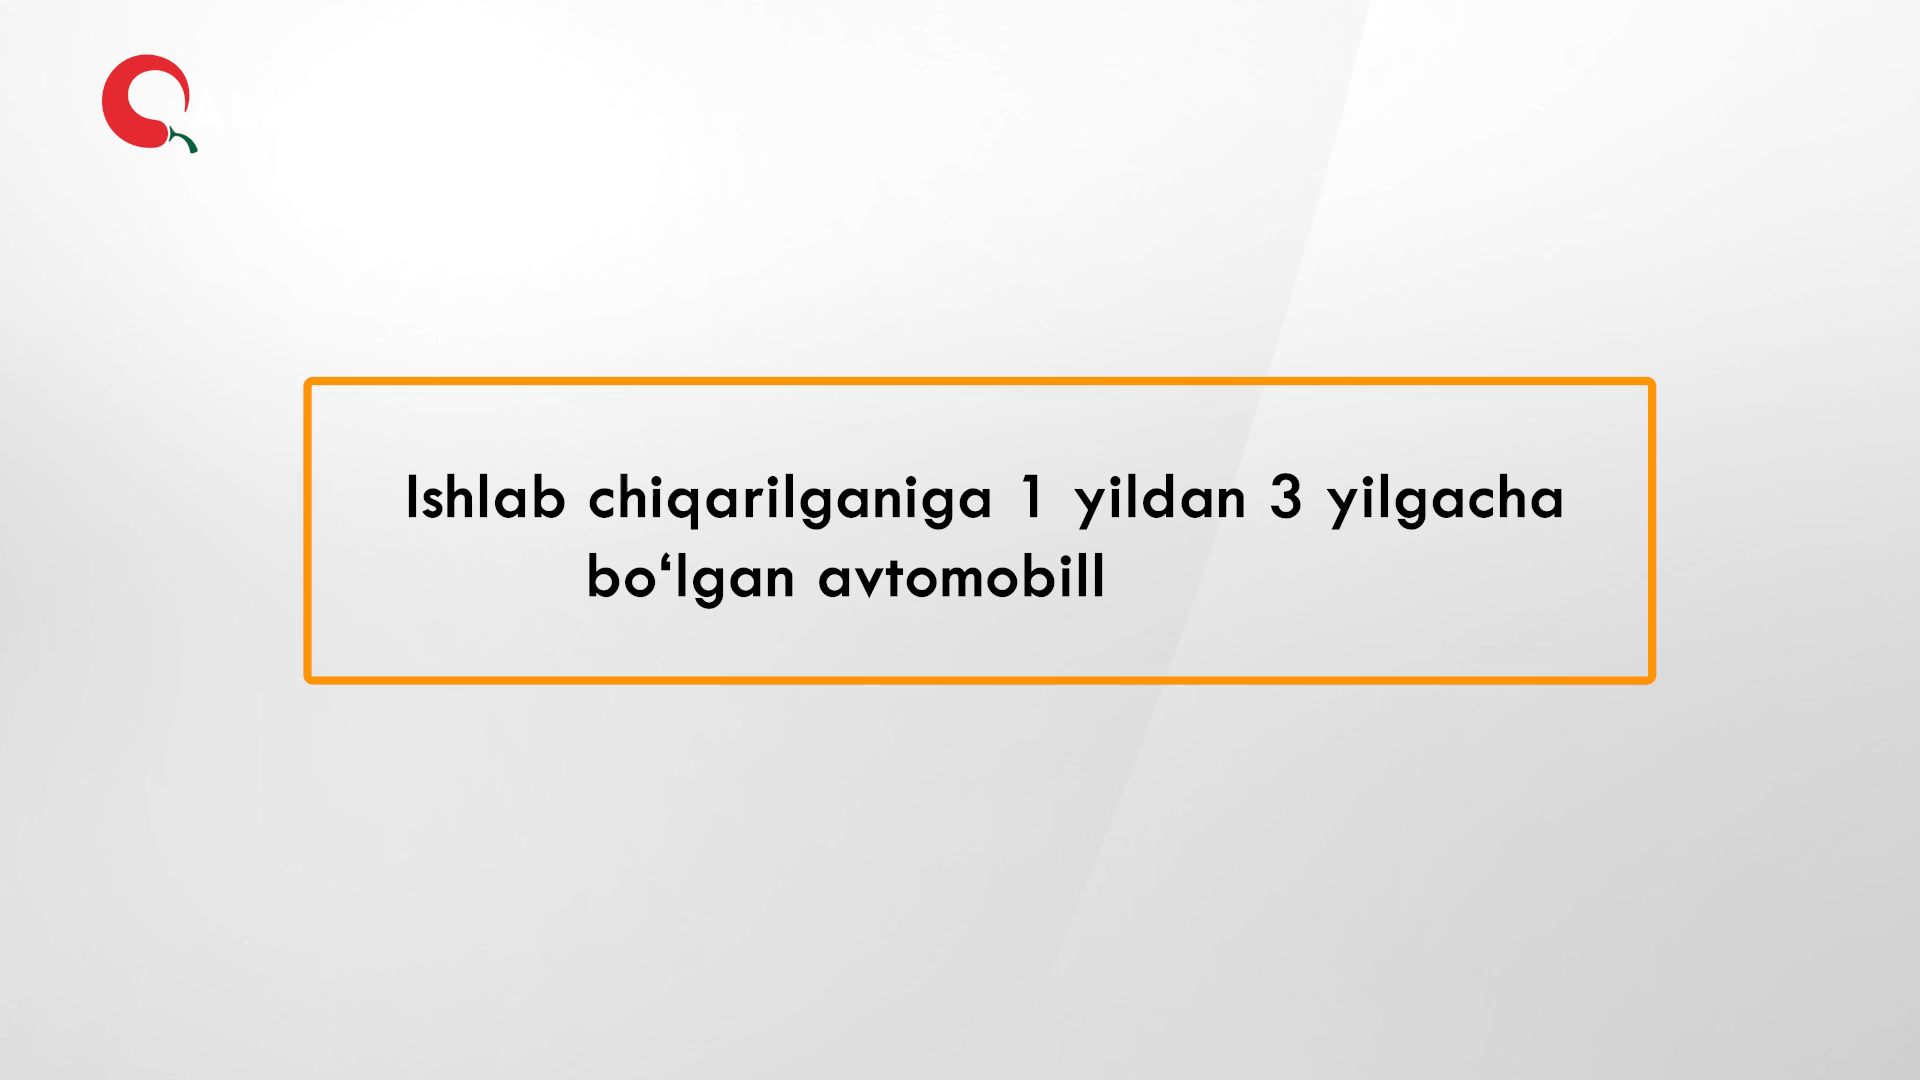 Ishlab chiqarilganiga 1 yildan 3 yilgacha
bo‘lgan avtomobill